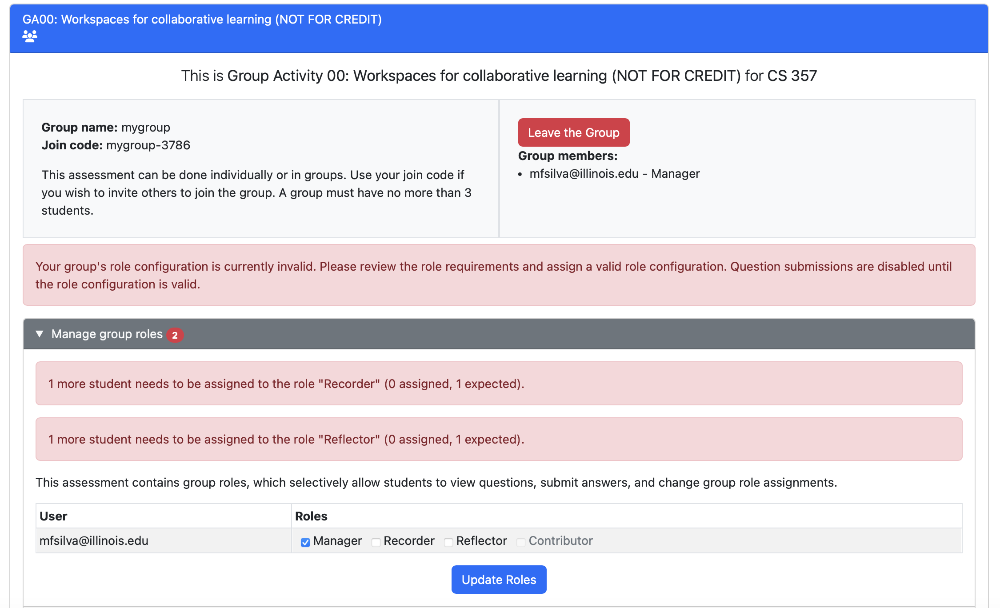 GA00: Workspaces for collaborative learning (NOT FOR CREDIT)
This is Group Activity 00: Workspaces for collaborative learning (NOT FOR CREDIT) for CS 357
Group name: mygroup
Join code: mygroup-3786
This assessment can be done individually or in groups. Use your join code if
you wish to invite others to join the group. A group must have no more than 3
students.
Leave the Group
Group members:
• mfsilva@illinois.edu - Manager
Your group's role configuration is currently invalid. Please review the role requirements and assign a valid role configuration. Question submissions are disabled until
the role configuration is valid.
Manage group roles 2
1 more student needs to be assigned to the role "Recorder" (0 assigned, 1 expected).
1 more student needs to be assigned to the role "Reflector" (0 assigned, 1 expected).
This assessment contains group roles, which selectively allow students to view questions, submit answers, and change group role assignments.
User Roles
mfsilva@illinois.edu Manager Recorder Reflector Contributor
Update Roles